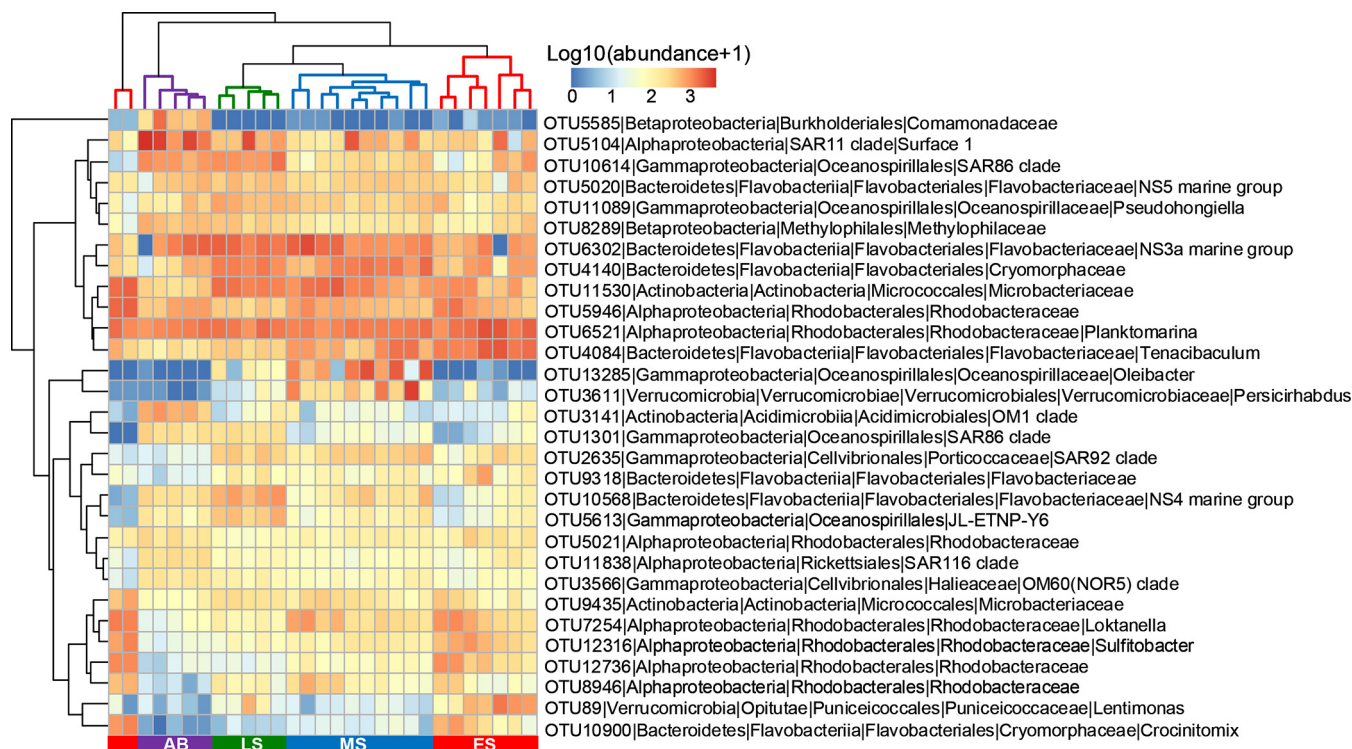 Log10(abundance+1)
0 1 2 3
OTU5585|Betaproteobacteria|Burkholderiales|Comamonadaceae
OTU5104|Alphaproteobacteria|SAR11 clade|Surface 1
OTU10614|Gammaproteobacteria|Oceanospirillales|SAR86 clade
OTU5020|Bacteroidetes|Flavobacteriia|Flavobacteriales|Flavobacteriaceae|NS5 marine group
OTU11089|Gammaproteobacteria|Oceanospirillales|Oceanospirillaceae|Pseudohongiella
OTU8289|Betaproteobacteria|Methylophilales|Methylophilaceae
OTU6302|Bacteroidetes|Flavobacteriia|Flavobacteriales|Flavobacteriaceae|NS3a marine group
OTU4140|Bacteroidetes|Flavobacteriia|Flavobacteriales|Cryomorphaceae
OTU11530|Actinobacteria|Actinobacteria|Micrococcales|Microbacteriaceae
OTU5946|Alphaproteobacteria|Rhodobacterales|Rhodobacteraceae
OTU6521|Alphaproteobacteria|Rhodobacterales|Rhodobacteraceae|Planktomarina
OTU4084|Bacteroidetes|Flavobacteriia|Flavobacteriales|Flavobacteriaceae|Tenacibaculum
OTU13285|Gammaproteobacteria|Oceanospirillales|Oceanospirillaceae|Oleibacter
OTU3611|Verrucomicrobia|Verrucomicrobiae|Verrucomicrobiales|Verrucomicrobiaceae|Persicirhabdus
OTU3141|Actinobacteria|Acidimicrobiia|Acidimicrobiales|OM1 clade
OTU1301|Gammaproteobacteria|Oceanospirillales|SAR86 clade
OTU2635|Gammaproteobacteria|Cellvibrionales|Porticoccaceae|SAR92 clade
OTU9318|Bacteroidetes|Flavobacteriia|Flavobacteriales|Flavobacteriaceae
OTU10568|Bacteroidetes|Flavobacteriia|Flavobacteriales|Flavobacteriaceae|NS4 marine group
OTU5613|Gammaproteobacteria|Oceanospirillales|JL-ETNP-Y6
OTU5021|Alphaproteobacteria|Rhodobacterales|Rhodobacteraceae
OTU11838|Alphaproteobacteria|Rickettsiales|SAR116 clade
OTU3566|Gammaproteobacteria|Cellvibrionales|Halieaceae|OM60(NOR5) clade
OTU9435|Actinobacteria|Actinobacteria|Micrococcales|Microbacteriaceae
OTU7254|Alphaproteobacteria|Rhodobacterales|Rhodobacteraceae|Loktanella
OTU12316|Alphaproteobacteria|Rhodobacterales|Rhodobacteraceae|Sulfitobacter
OTU12736|Alphaproteobacteria|Rhodobacterales|Rhodobacteraceae
OTU8946|Alphaproteobacteria|Rhodobacterales|Rhodobacteraceae
OTU89|Verrucomicrobia|Opitutae|Puniceicoccales|Puniceicoccaceae|Lentimonas
OTU10900|Bacteroidetes|Flavobacteriia|Flavobacteriales|Cryomorphaceae|Crocinitomix
AB LS MS ES